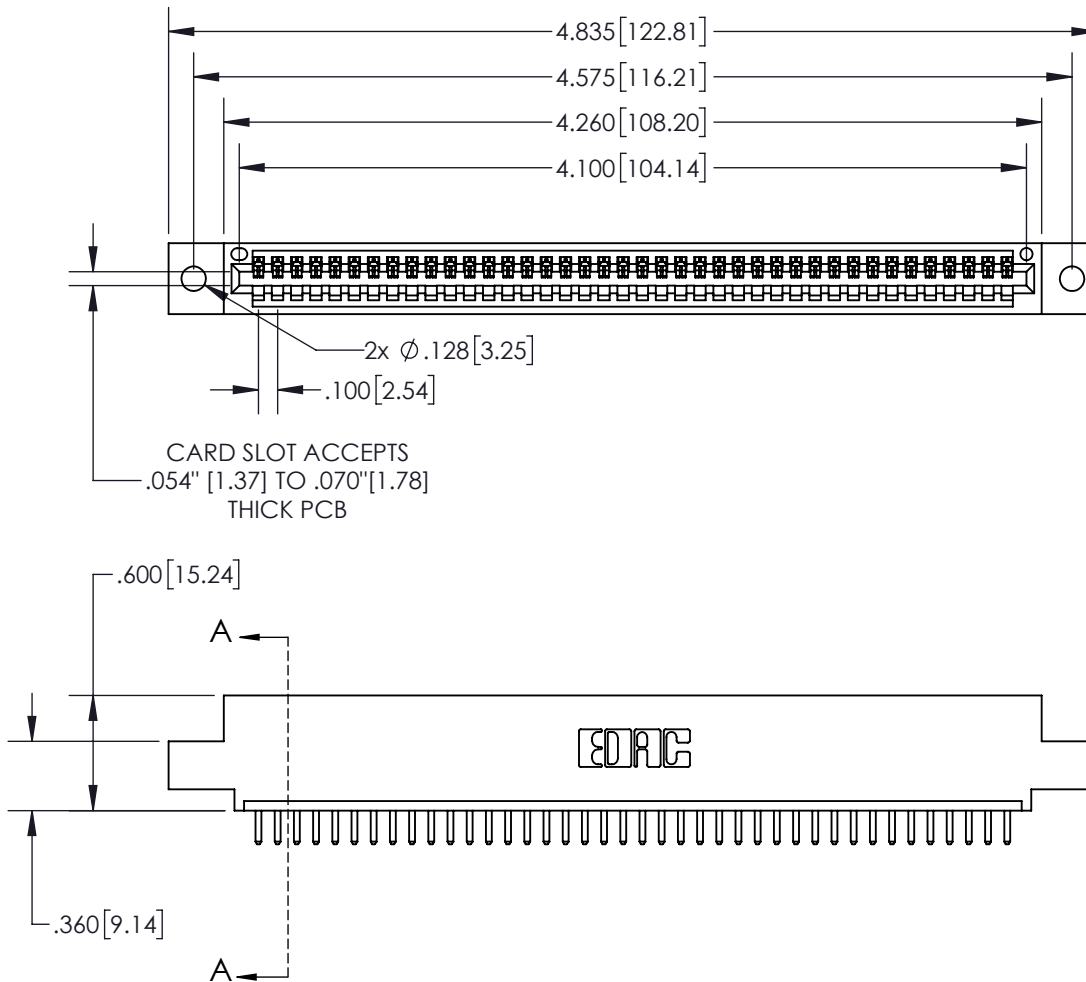 4.835[122.81]
4.575[116.21]
4.260[108.20]
4.100[104.14]
2x Ø.128[3.25]
.100[2.54]
CARD SLOT ACCEPTS
.054" [1.37] TO .070"[1.78]
THICK PCB
.600[15.24]
A
EDAC
.360[9.14]
A